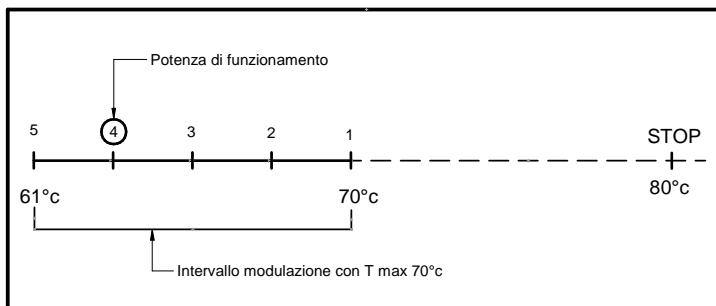 Potenza di funzionamento
5 4 3 2 1 STOP
61°c 70°c 80°c
Intervallo modulazione con T max 70°c